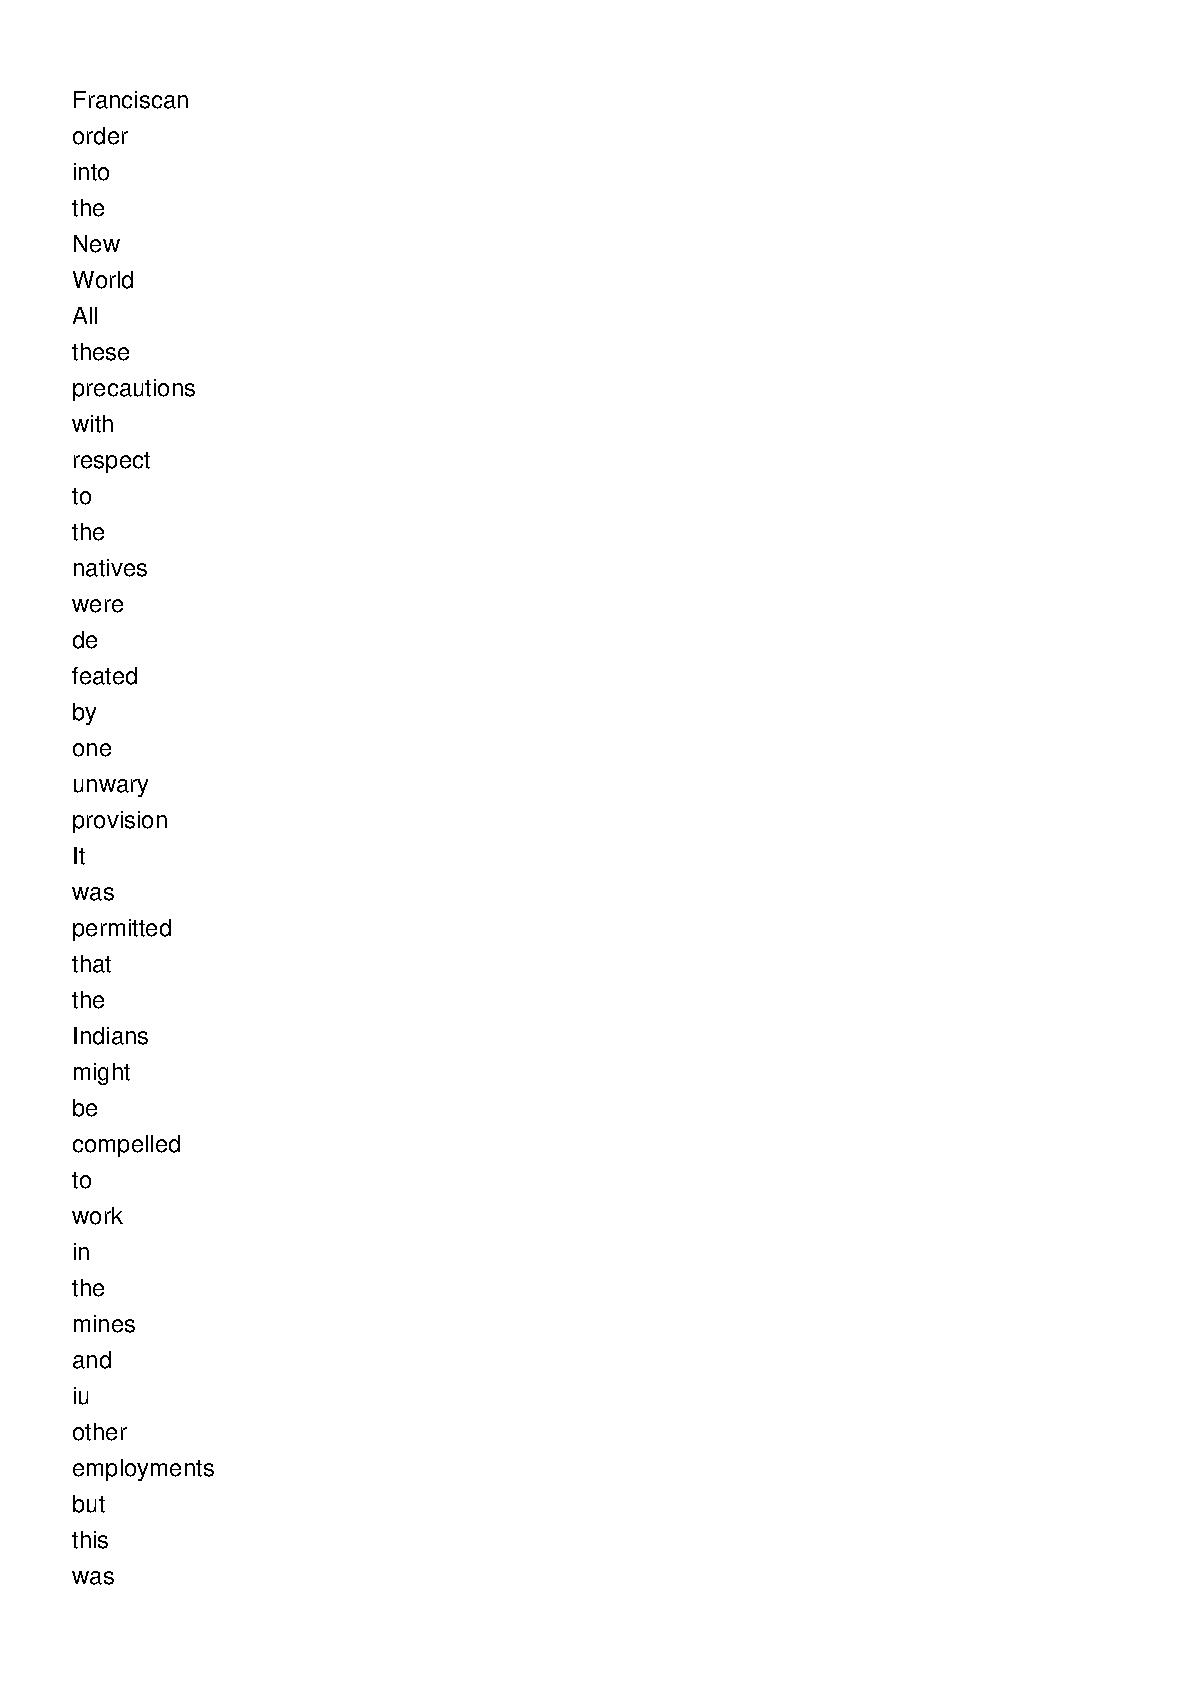 Franciscan
order
into
the
New
World
All
these
precautions
with
respect
to
the
natives
were
de
feated
by
one
unwary
provision
It
was
permitted
that
the
Indians
might
be
compelled
to
work
in
the
mines
and
iu
other
employments
but
this
was